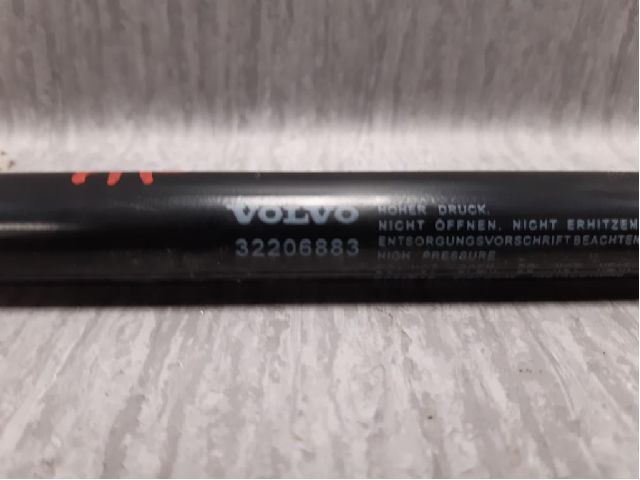 VOLVO
32206883
HOHER DRUCK.
NICHT ÖFFNEN. NICHT ERHITZEN
ENTSORGUNGSVORSCHRIFT BEACHTEN
HIGH PRESSURE